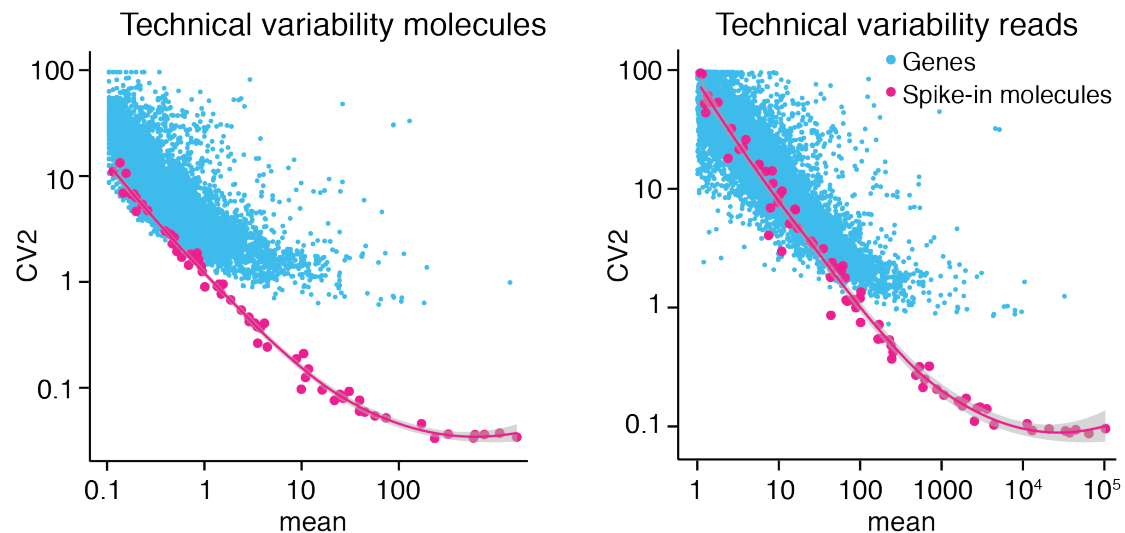 Technical variability molecules
CV2
100
10
1
0.1
0.1 1 10 100
mean
Technical variability reads
Genes
Spike-in molecules
CV2
100
10
1
0.1
1 10 100 1000 10⁴ 10⁵
mean